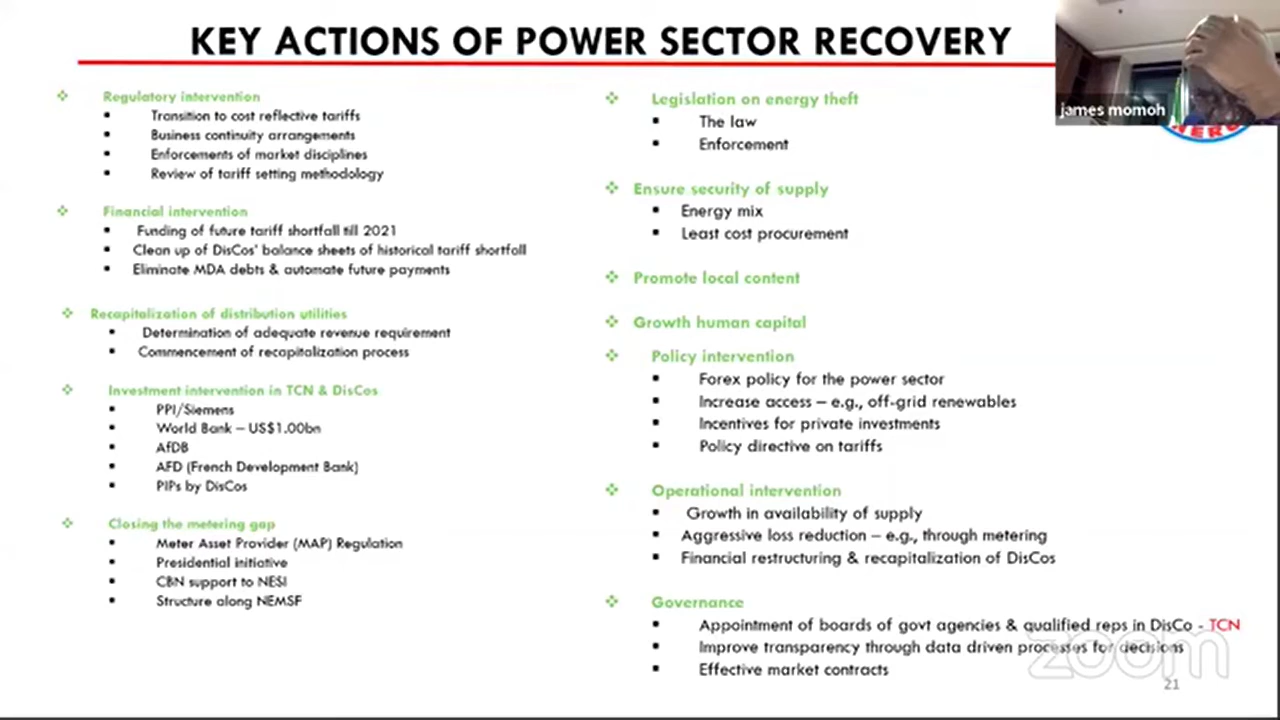 KEY ACTIONS OF POWER SECTOR RECOVERY
james momoh
Regulatory intervention
Transition to cost reflective tariffs
Business continuity arrangements
Enforcements of market disciplines
Review of tariff setting methodology
Financial intervention
Funding of future tariff shortfall till 2021
Clean up of DisCos' balance sheets of historical tariff shortfall
Eliminate MDA debts & automate future payments
Recapitalization of distribution utilities
Determination of adequate revenue requirement
Commencement of recapitalization process
Investment intervention in TCN & DisCos
PPI/Siemens
World Bank – US$1.00bn
AfDB
AFD (French Development Bank)
PIPs by DisCos
Closing the metering gap
Meter Asset Provider (MAP) Regulation
Presidential initiative
CBN support to NESI
Structure along NEMSF
Legislation on energy theft
The law
Enforcement
Ensure security of supply
Energy mix
Least cost procurement
Promote local content
Growth human capital
Policy intervention
Forex policy for the power sector
Increase access – e.g., off-grid renewables
Incentives for private investments
Policy directive on tariffs
Operational intervention
Growth in availability of supply
Aggressive loss reduction – e.g., through metering
Financial restructuring & recapitalization of DisCos
Governance
Appointment of boards of govt agencies & qualified reps in DisCo - TCN
Improve transparency through data driven processes for decisions
Effective market contracts
zoom
21